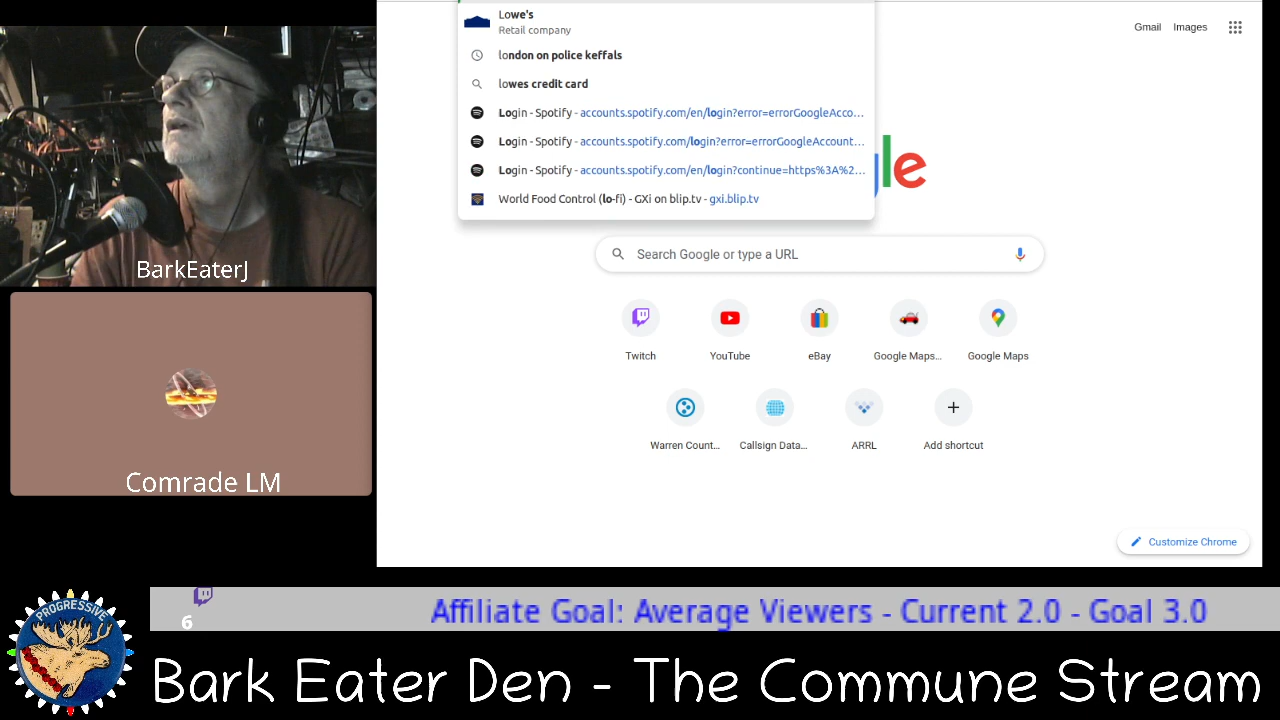 Lowe's
Retail company
london on police keffals
lowes credit card
Login - Spotify - accounts.spotify.com/en/login?error=errorGoogleAcco...
Login - Spotify - accounts.spotify.com/login?error=errorGoogleAccount...
Login - Spotify - accounts.spotify.com/en/login?continue=https%3A%2...
World Food Control (lo-fi) - GXi on blip.tv - gxi.blip.tv
Gmail Images
le
Search Google or type a URL
Twitch YouTube eBay Google Maps... Google Maps
Warren Count... Callsign Data... ARRL Add shortcut
Customize Chrome
BarkEaterJ
Comrade LM
PROGRESSIVE
6
Affiliate Goal: Average Viewers - Current 2.0 - Goal 3.0
Bark Eater Den - The Commune Stream